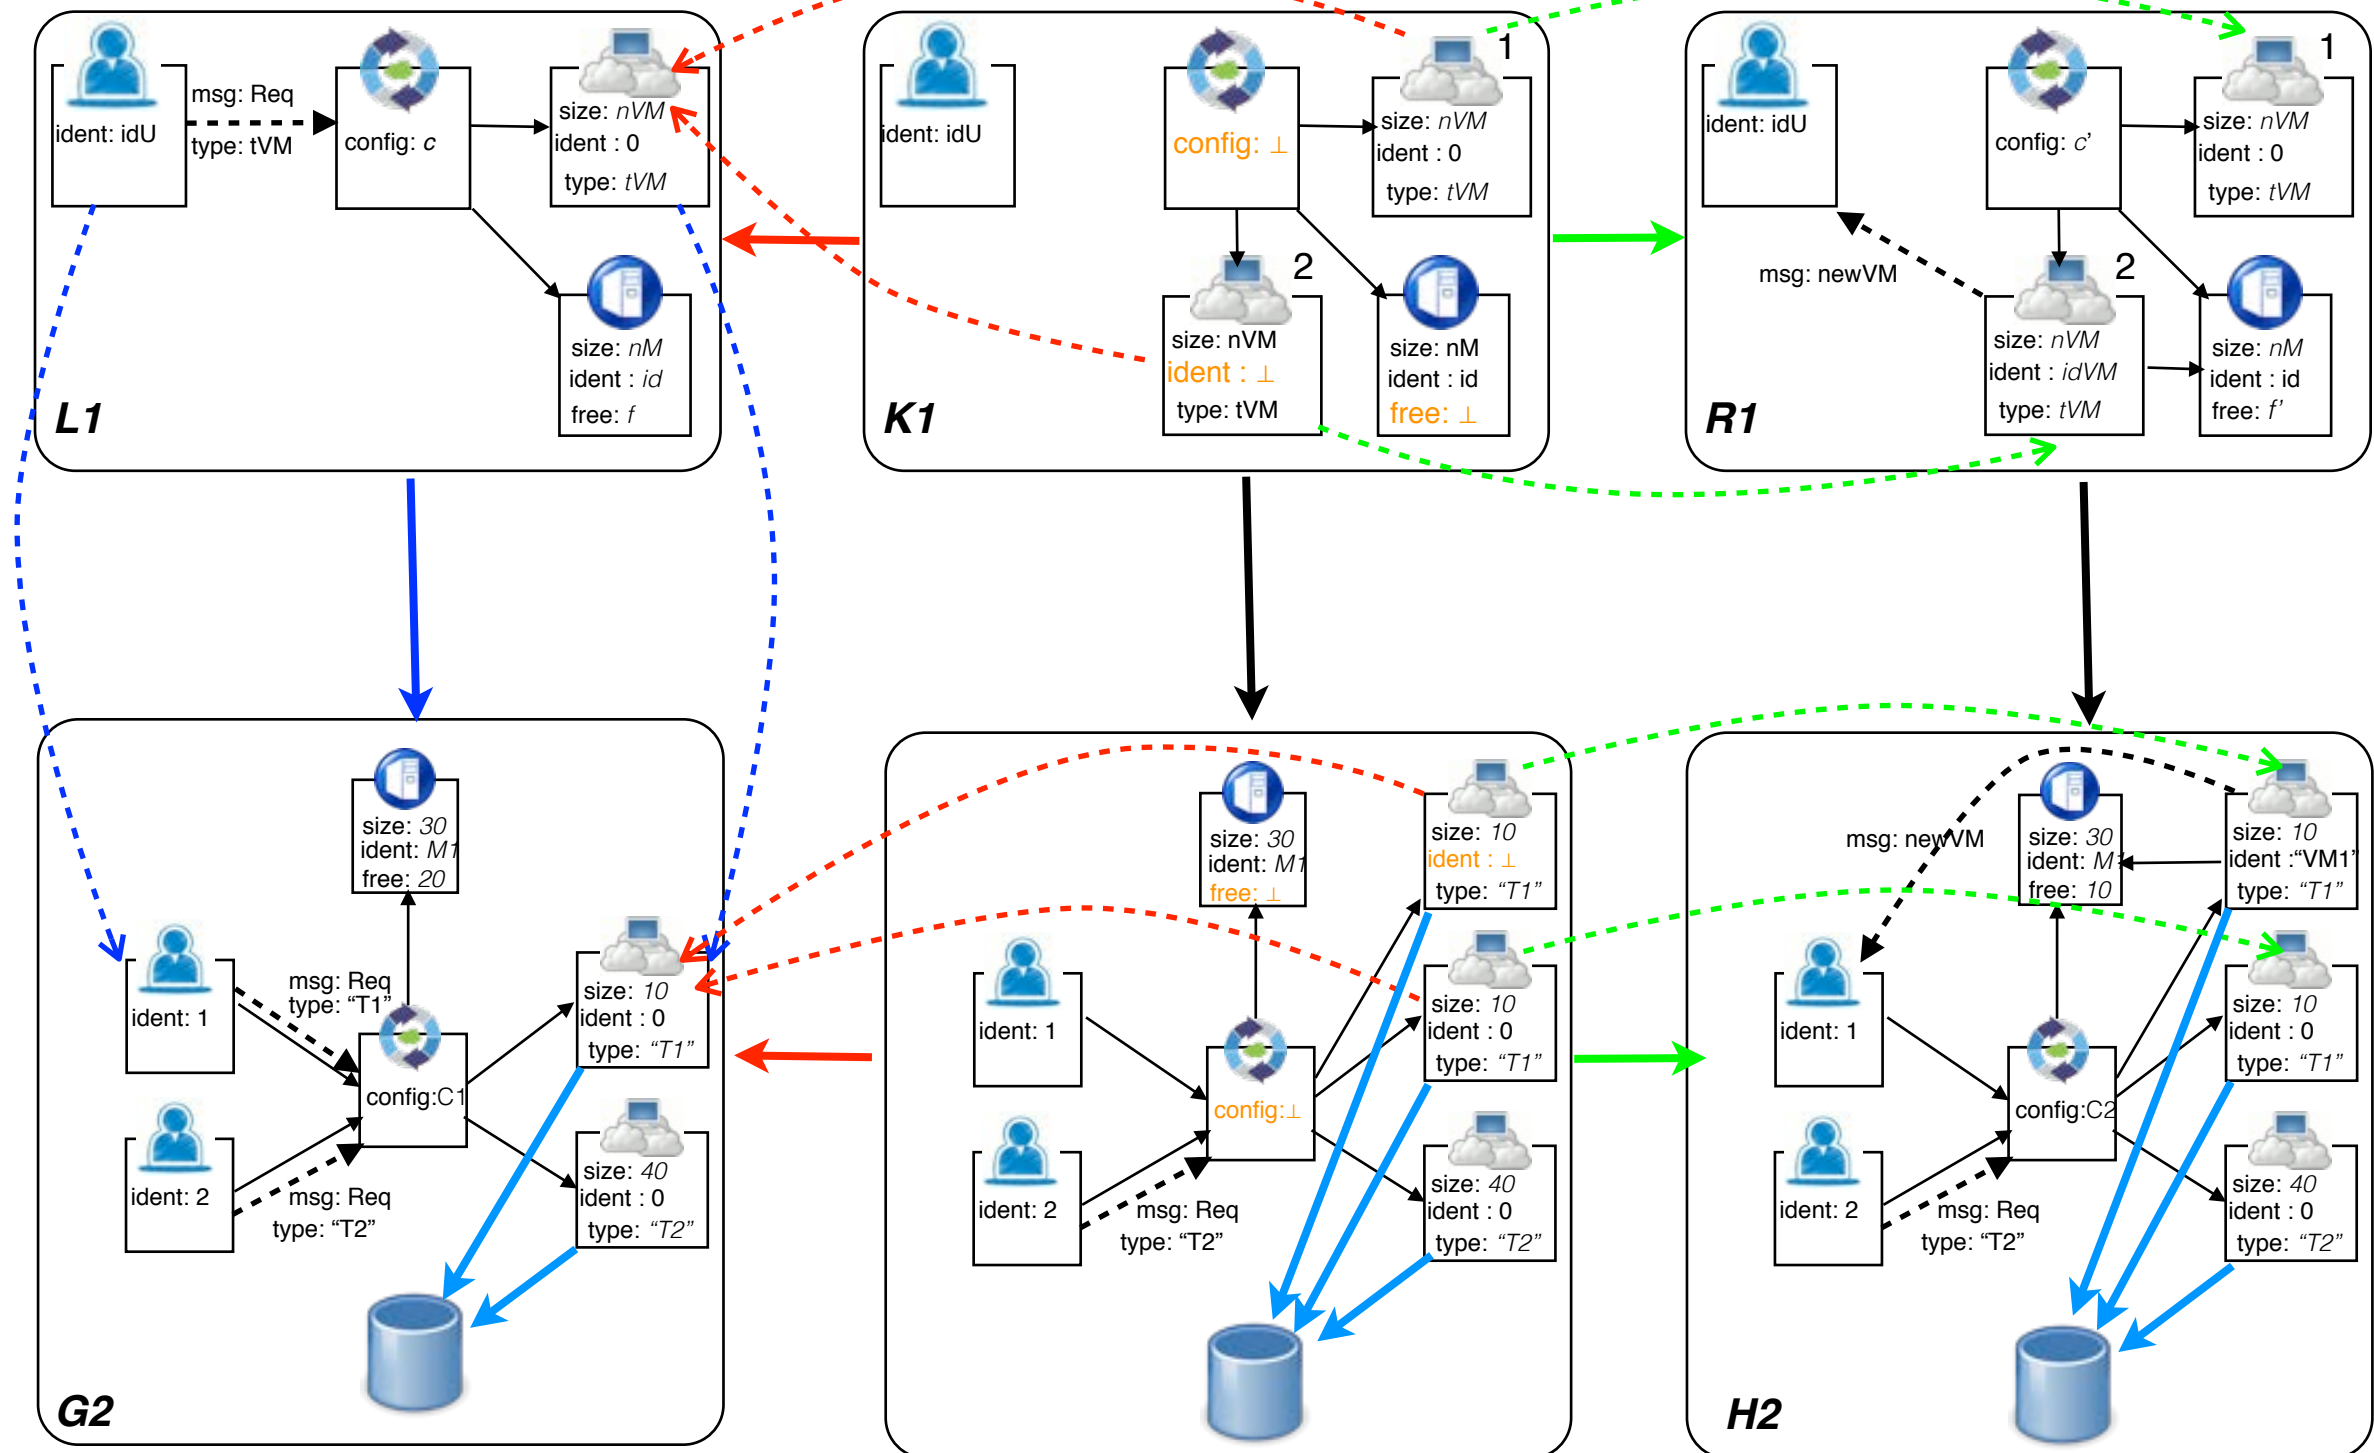 msg: Req
type: tVM
ident: idU
config: c
size: nVM
ident : 0
type: tVM
size: nM
ident : id
free: f
L1
ident: idU
config: ⊥
1
size: nVM
ident : 0
type: tVM
2
size: nVM
ident : ⊥
type: tVM
size: nM
ident : id
free: ⊥
K1
ident: idU
config: c’
1
size: nVM
ident : 0
type: tVM
msg: newVM
2
size: nVM
ident : idVM
type: tVM
size: nM
ident : id
free: f’
R1
size: 30
ident: M1
free: 20
msg: Req
type: “T1”
ident: 1
config:C1
size: 10
ident : 0
type: “T1”
ident: 2
msg: Req
type: “T2”
size: 40
ident : 0
type: “T2”
G2
size: 30
ident: M1
free: ⊥
size: 10
ident : ⊥
type: “T1”
ident: 1
size: 10
ident : 0
type: “T1”
config:⊥
ident: 2
msg: Req
type: “T2”
size: 40
ident : 0
type: “T2”
msg: newVM
size: 30
ident: M1
free: 10
size: 10
ident :“VM1”
type: “T1”
ident: 1
size: 10
ident : 0
type: “T1”
config:C2
ident: 2
msg: Req
type: “T2”
size: 40
ident : 0
type: “T2”
H2